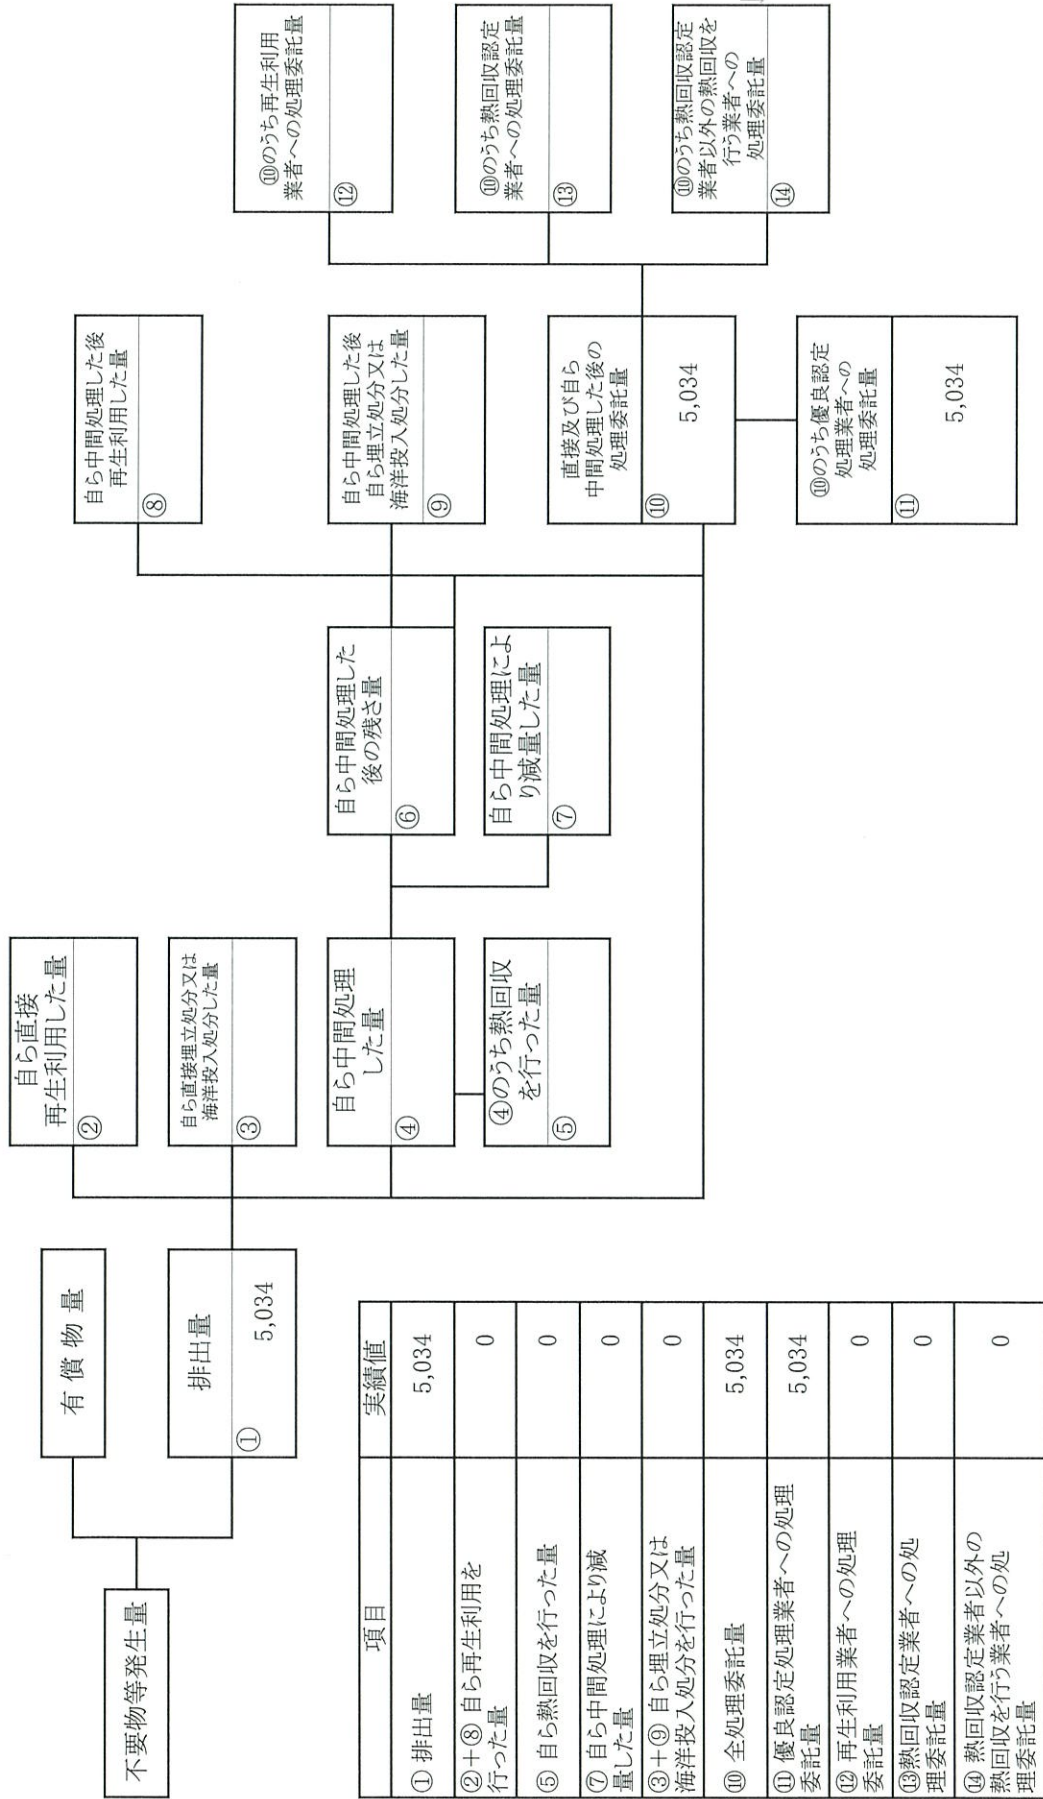 不要物等発生量
有償物量
排出量
①
5,034
自ら直接
再生利用した量
②
自ら直接埋立処分又は
海洋投入処分した量
③
自ら中間処理
した量
④
④のうち熱回収
を行った量
⑤
自ら中間処理した
後の残さ量
⑥
自ら中間処理によ
り減量した量
⑦
自ら中間処理した後
再生利用した量
⑧
自ら中間処理した後
自ら埋立処分又は
海洋投入処分した量
⑨
直接及び自ら
中間処理した後の
処理委託量
⑩
5,034
⑩のうち優良認定
処理業者への
処理委託量
⑪
5,034
⑩のうち再生利用
業者への処理委託量
⑫
⑩のうち熱回収認定
業者への処理委託量
⑬
⑩のうち熱回収認定
業者以外の熱回収を
行う業者への
処理委託量
⑭
項目 実績値
① 排出量 5,034
②+⑧ 自ら再生利用を
行った量 0
⑤ 自ら熱回収を行った量 0
⑦ 自ら中間処理により減
量した量 0
③+⑨ 自ら埋立処分又は
海洋投入処分を行った量 0
⑩ 全処理委託量 5,034
⑪ 優良認定処理業者への処理
委託量 5,034
⑫ 再生利用業者への処理
委託量 0
⑬熱回収認定業者への処
理委託量 0
⑭ 熱回収認定業者以外の
熱回収を行う業者への処
理委託量 0